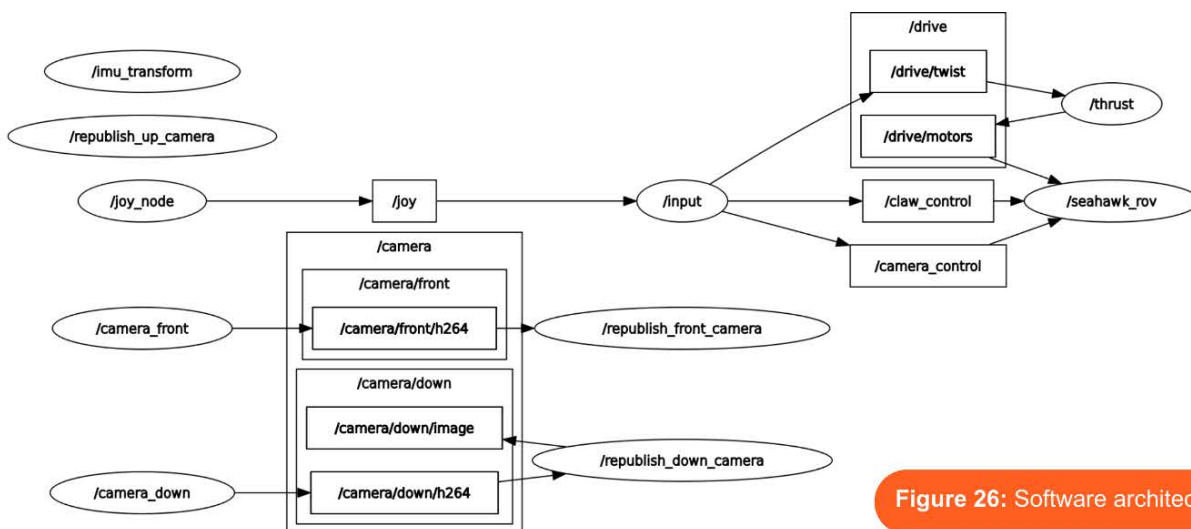 /drive
/imu_transform
/drive/twist
/thrust
/republish_up_camera
/drive/motors
/joy_node
/joy
/input
/claw_control
/seahawk_rov
/camera
/camera_control
/camera/front
/camera_front
/camera/front/h264
/republish_front_camera
/camera/down
/camera/down/image
/republish_down_camera
/camera_down
/camera/down/h264
Figure 26: Software architec